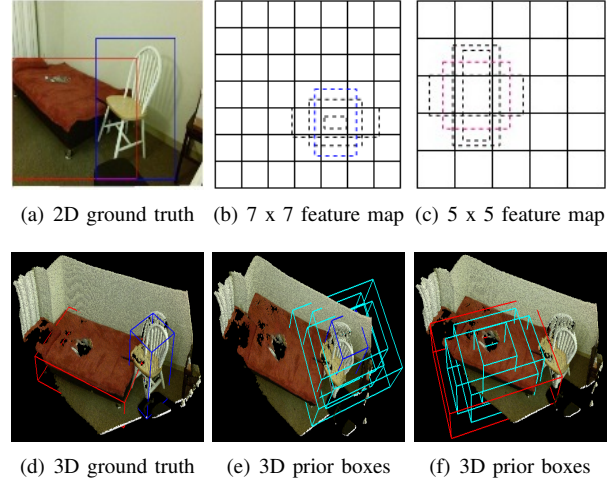 (a) 2D ground truth (b) 7 x 7 feature map (c) 5 x 5 feature map
(d) 3D ground truth (e) 3D prior boxes (f) 3D prior boxes